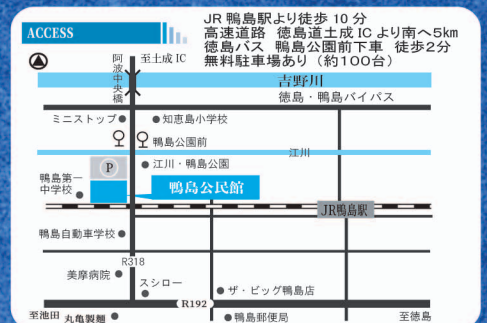 ACCESS
JR 鴨島駅より徒歩 10 分
高速道路 徳島道土成 IC より南へ5km
徳島バス 鴨島公園前下車 徒歩2分
無料駐車場あり（約100台）
阿波中央橋
至土成 IC
吉野川
徳島・鴨島バイパス
ミニストップ
知恵島小学校
鴨島公園前
江川
P
江川・鴨島公園
鴨島第一
中学校
鴨島公民館
JR鴨島駅
鴨島自動車学校
R318
美摩病院
スシロー
ザ・ビッグ鴨島店
R192
至池田
丸亀製麺
鴨島郵便局
至徳島